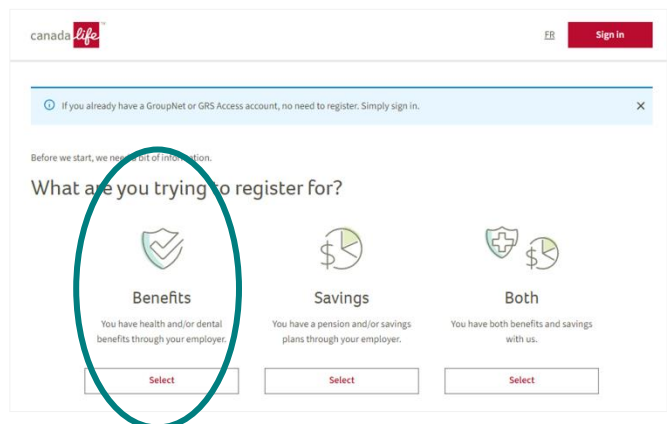 canada life™
FR
Sign in
If you already have a GroupNet or GRS Access account, no need to register. Simply sign in.
Before we start, we need a bit of information.
What are you trying to register for?
Benefits
You have health and/or dental
benefits through your employer.
Select
Savings
You have a pension and/or savings
plans through your employer.
Select
Both
You have both benefits and savings
with us.
Select